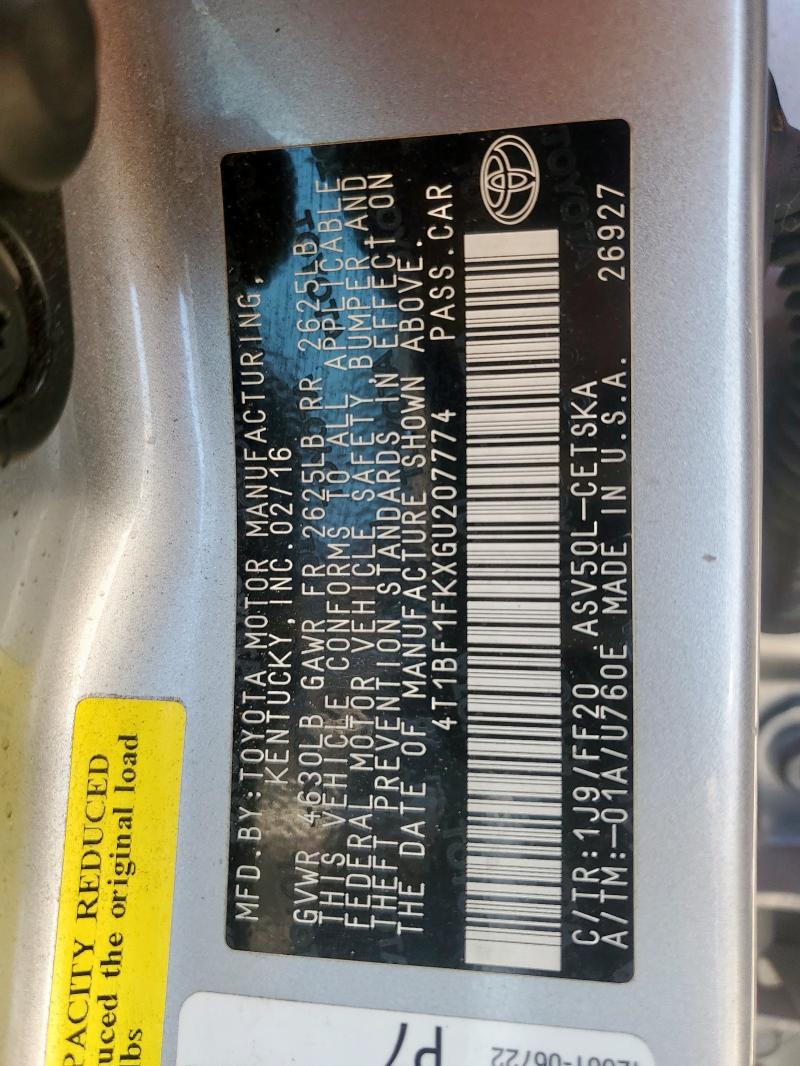 MFD.BY:TOYOTA MOTOR MANUFACTURING,
KENTUCKY,INC.02/16
GVWR 4630LB GAWR FR 2625LB RR 2625LB
THIS VEHICLE CONFORMS TO ALL APPLICABLE
FEDERAL MOTOR VEHICLE SAFETY, BUMPER AND
THEFT PREVENTION STANDARDS IN EFFECT ON
THE DATE OF MANUFACTURE SHOWN ABOVE.
4T1BF1FKXGU207774 PASS.CAR
C/TR:1J9/FF20 ASV50L-CETSKA
A/TM:-01A/U760E MADE IN U.S.A. 26927
PACITY REDUCED
uced the original load
lbs